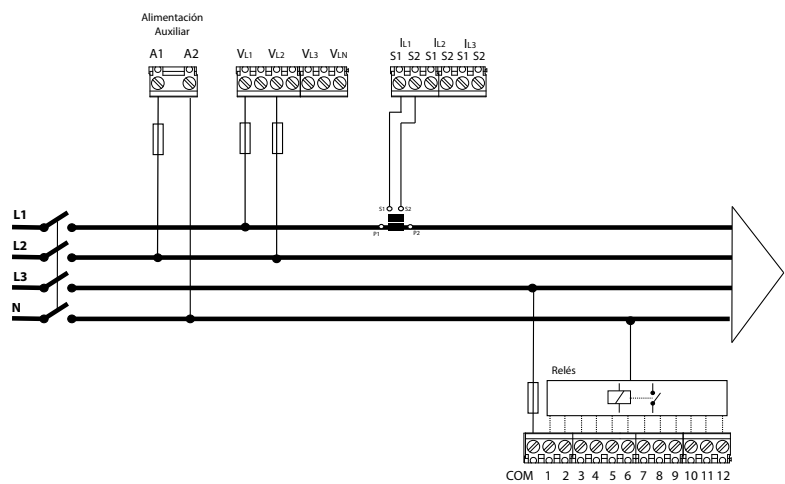 Alimentación
Auxiliar
A1 A2
VL1 VL2 VL3 VLN
IL1 IL2 IL3
S1 S2 S1 S2 S1 S2
S1 S2
P1 P2
L1
L2
L3
N
Relés
COM 1 2 3 4 5 6 7 8 9 10 11 12